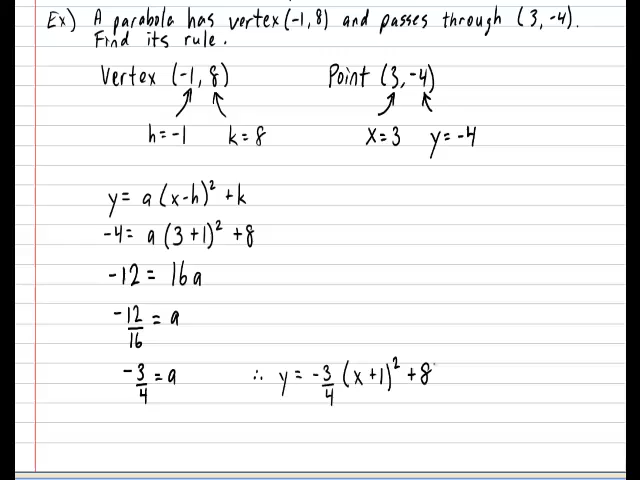 Ex) A parabola has vertex (-1, 8) and passes through (3, -4).
Find its rule.
Vertex (-1, 8) Point (3, -4)
h = -1 k = 8 x = 3 y = -4
y = a (x-h)² + k
-4 = a (3+1)² + 8
-12 = 16a
-12/16 = a
-3/4 = a ∴ y = -3/4 (x+1)² + 8